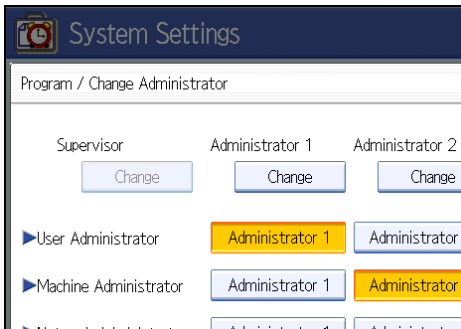 System Settings
Program / Change Administrator
Supervisor Administrator 1 Administrator 2
Change Change Change
▶User Administrator Administrator 1 Administrator
▶Machine Administrator Administrator 1 Administrator